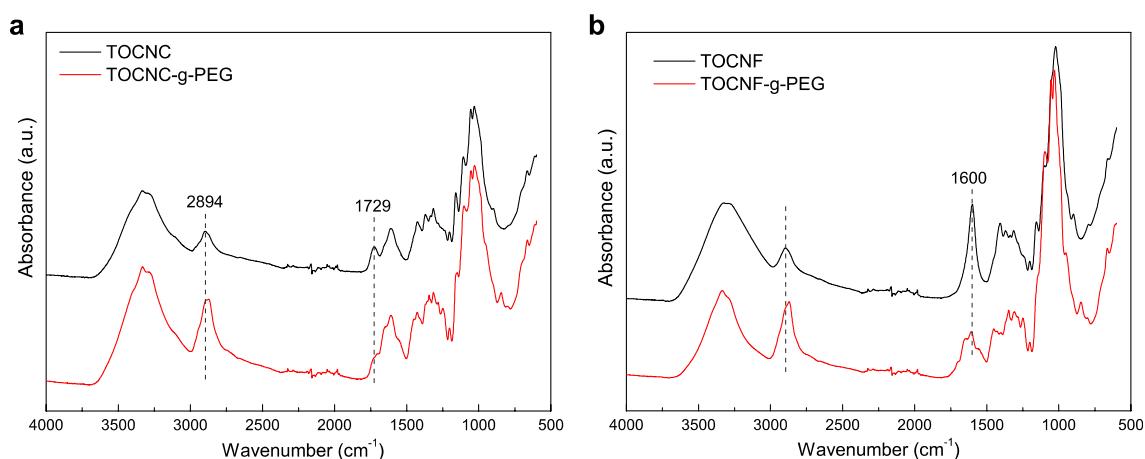 a
TOCNC
TOCNC-g-PEG
2894
1729
Absorbance (a.u.)
4000 3500 3000 2500 2000 1500 1000 500
Wavenumber (cm⁻¹)
b
TOCNF
TOCNF-g-PEG
1600
Absorbance (a.u.)
4000 3500 3000 2500 2000 1500 1000 500
Wavenumber (cm⁻¹)